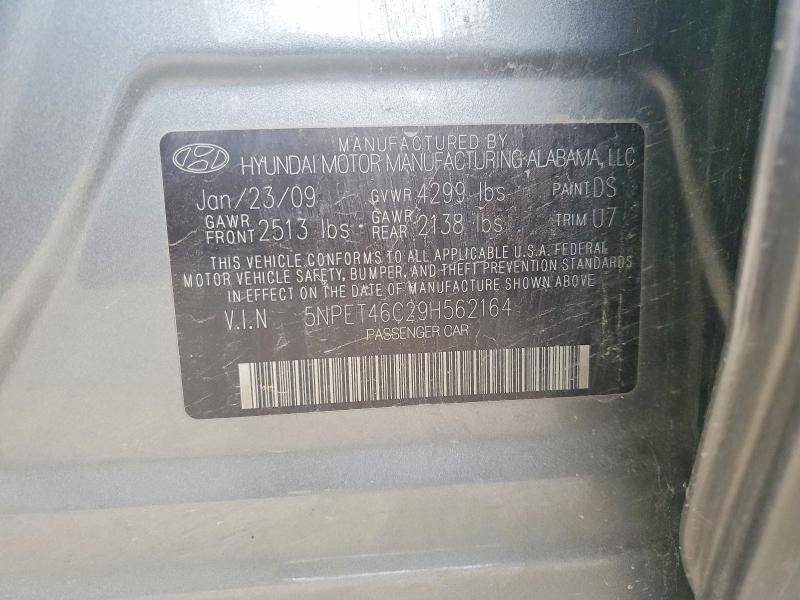 MANUFACTURED BY
HYUNDAI MOTOR MANUFACTURING ALABAMA, LLC
Jan/23/09 GVWR 4299 lbs PAINT DS
GAWR FRONT 2513 lbs GAWR REAR 2138 lbs TRIM U7
THIS VEHICLE CONFORMS TO ALL APPLICABLE U.S.A. FEDERAL
MOTOR VEHICLE SAFETY, BUMPER, AND THEFT PREVENTION STANDARDS
IN EFFECT ON THE DATE OF MANUFACTURE SHOWN ABOVE
V.I.N 5NPET46C29H562164
PASSENGER CAR